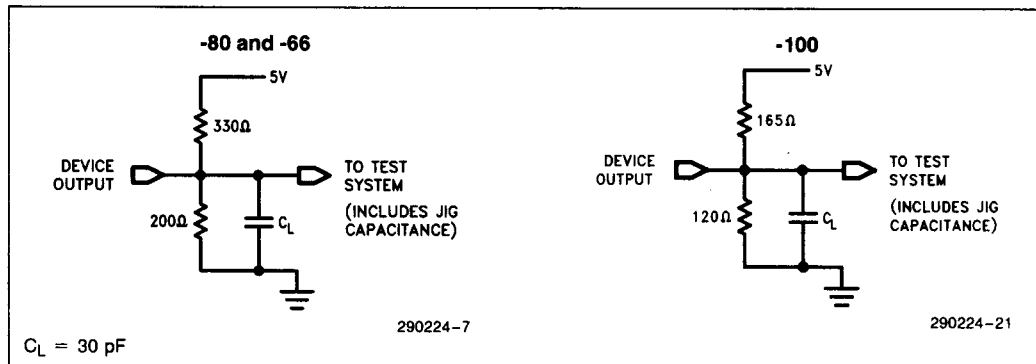 -80 and -66
5V
330Ω
DEVICE
OUTPUT
TO TEST
SYSTEM
(INCLUDES JIG
CAPACITANCE)
200Ω
CL
290224-7
-100
5V
165Ω
DEVICE
OUTPUT
TO TEST
SYSTEM
(INCLUDES JIG
CAPACITANCE)
120Ω
CL
290224-21
CL = 30 pF